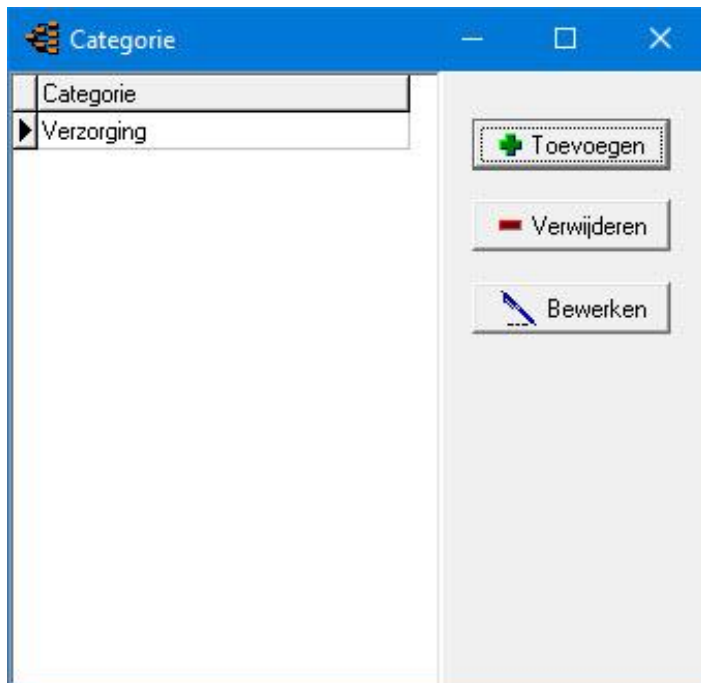 Categorie
Categorie
Verzorging
Toevoegen
Verwijderen
Bewerken